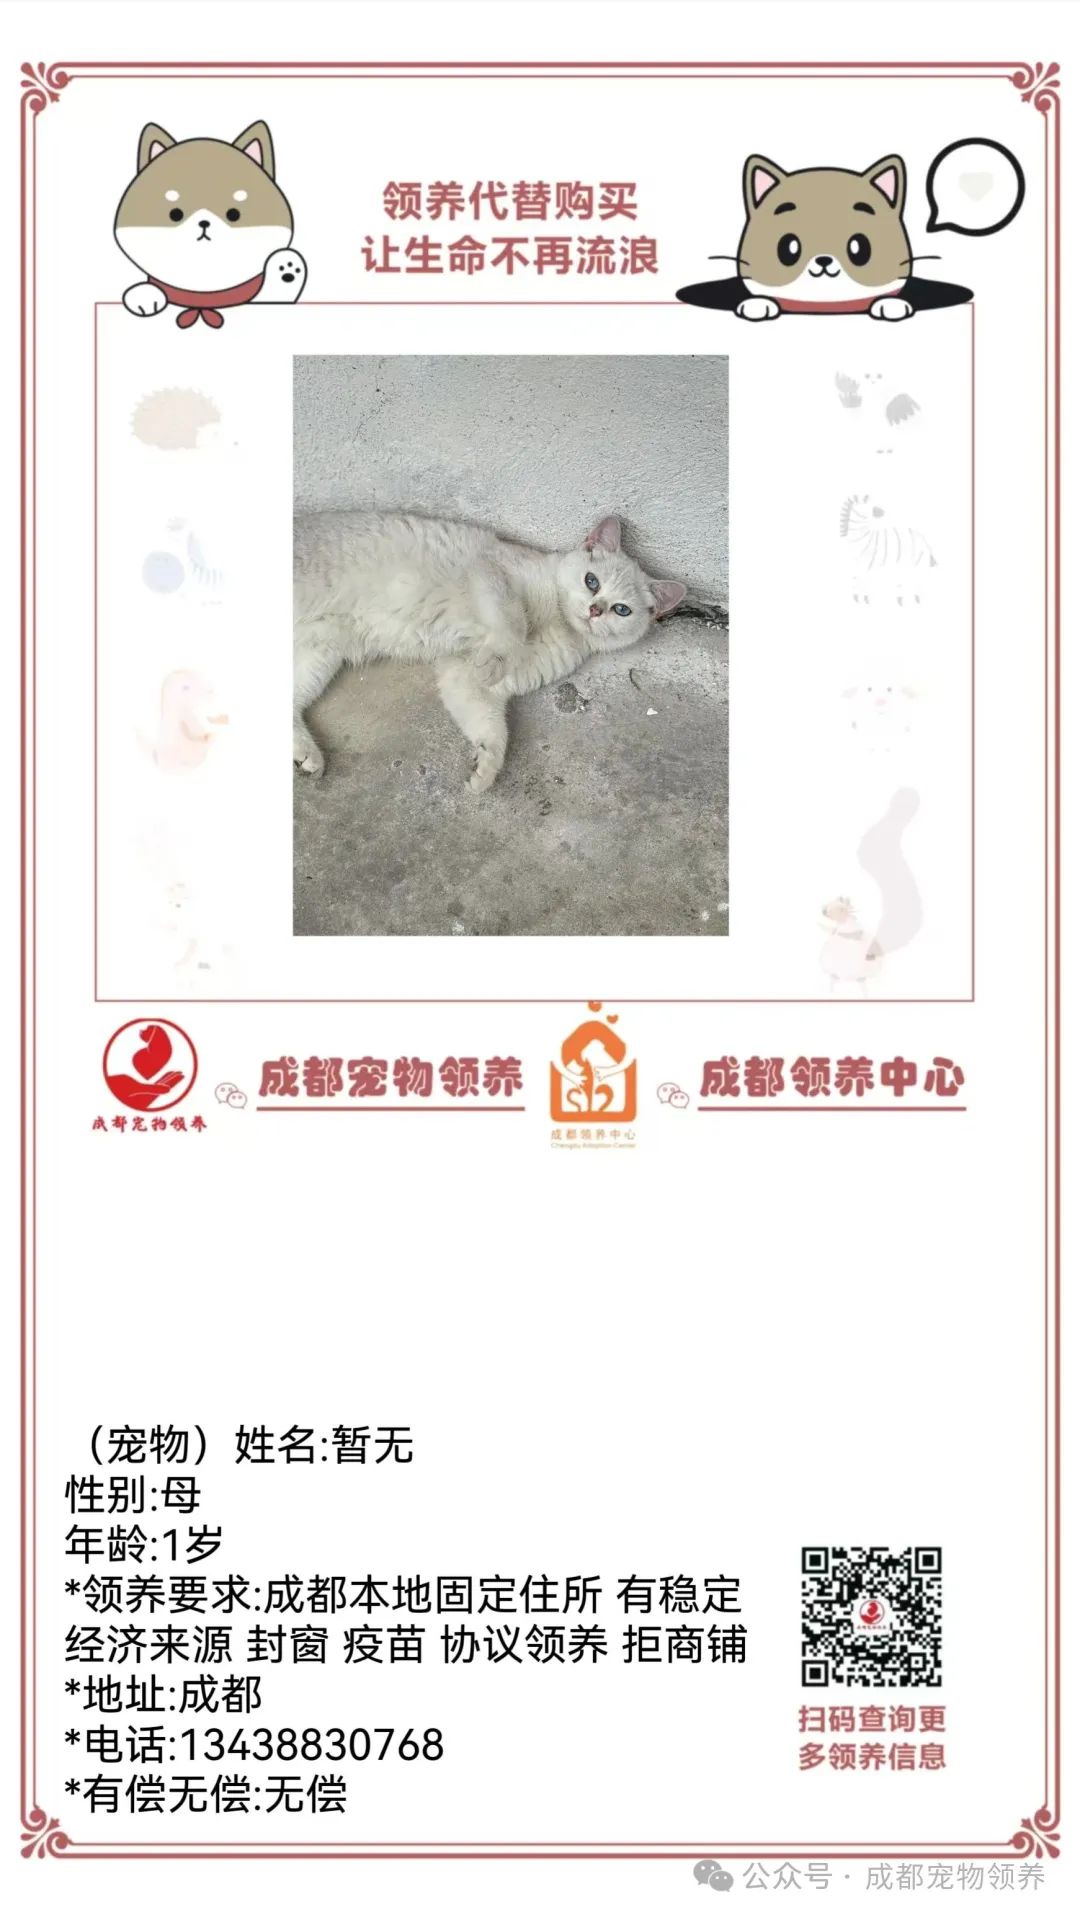 领养代替购买
让生命不再流浪
成都宠物领养
成都宠物领养
成都领养中心
Chengdu Adoption Center
成都领养中心
（宠物）姓名:暂无
性别:母
年龄:1岁
*领养要求:成都本地固定住所 有稳定
经济来源 封窗 疫苗 协议领养 拒商铺
*地址:成都
*电话:13438830768
*有偿无偿:无偿
扫码查询更
多领养信息
公众号 · 成都宠物领养